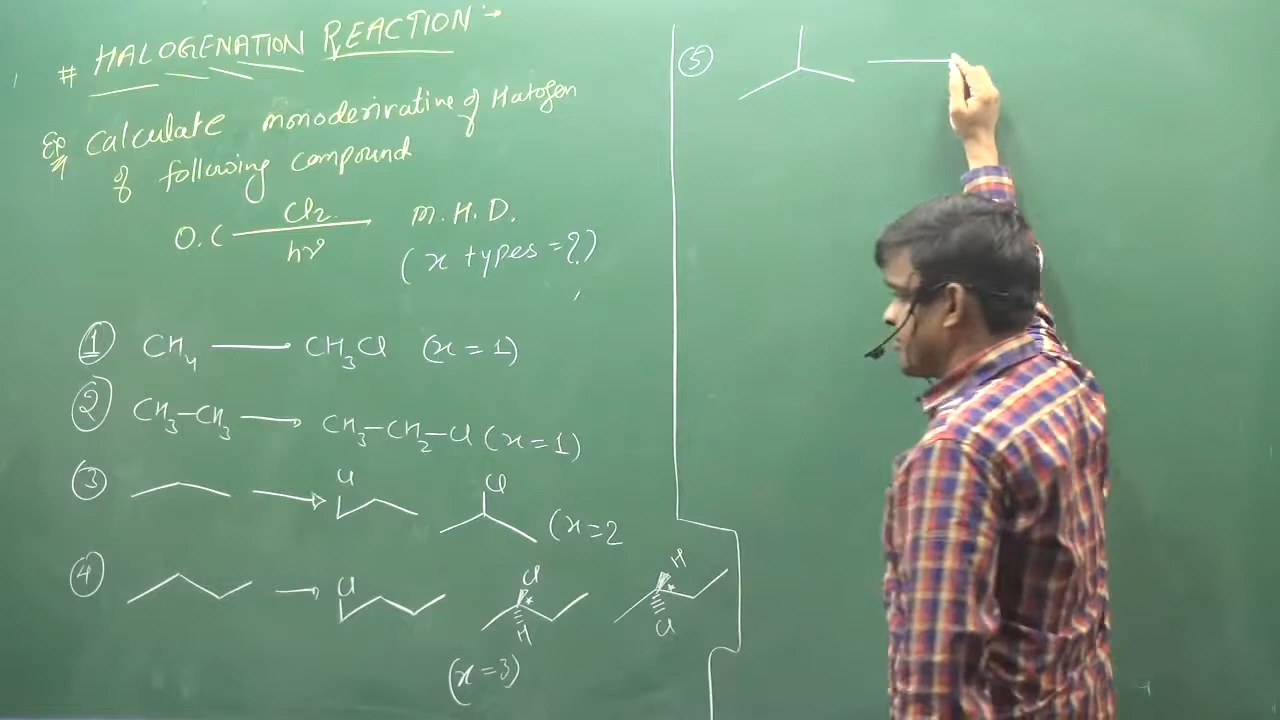 # HALOGENATION REACTION :-
Ex Calculate monoderivative of Halogen
of following compound
O.C Cl2 hν M.H.D.
(x types = ?)
① CH4 — CH3Cl (x = 1)
② CH3-CH3 → CH3-CH2-Cl (x = 1)
③ → Cl Cl (x=2
④ → Cl Cl * H H * Cl
(x = 3)
⑤